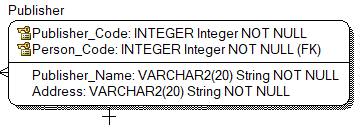 Publisher
Publisher_Code: INTEGER Integer NOT NULL
Person_Code: INTEGER Integer NOT NULL (FK)
Publisher_Name: VARCHAR2(20) String NOT NULL
Address: VARCHAR2(20) String NOT NULL